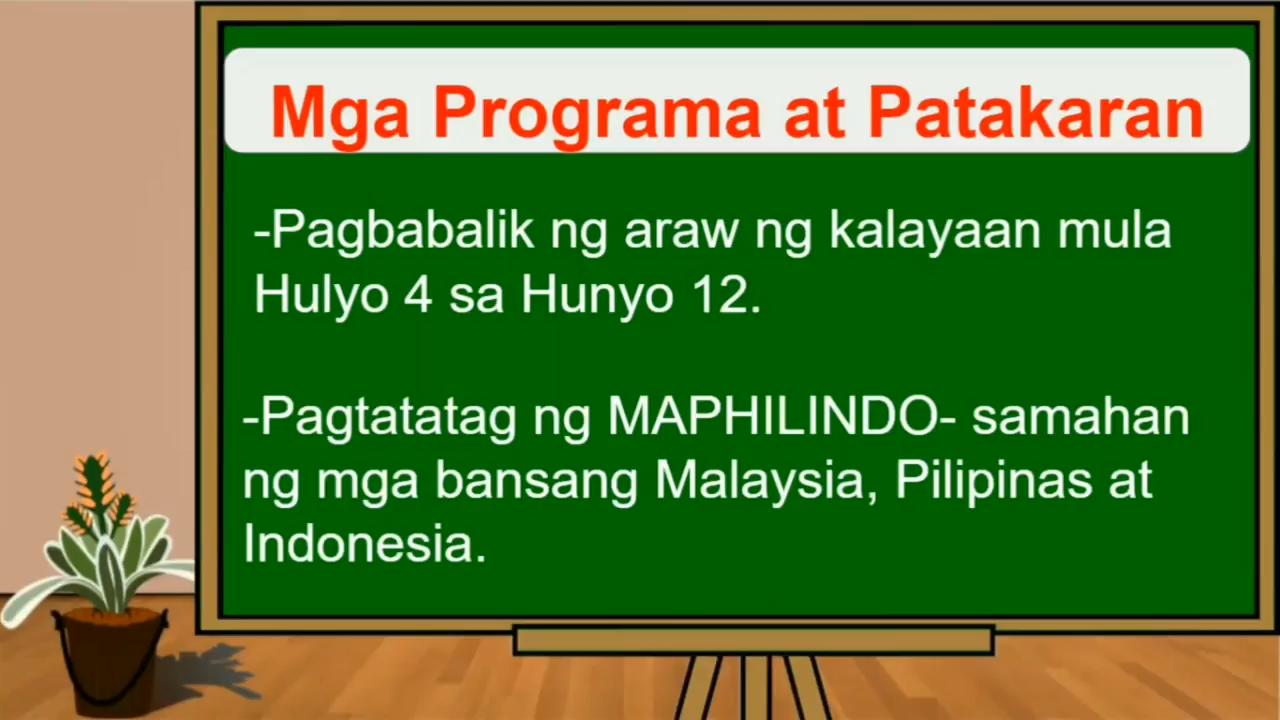 Mga Programa at Patakaran
-Pagbabalik ng araw ng kalayaan mula
Hulyo 4 sa Hunyo 12.
-Pagtatatag ng MAPHILINDO- samahan
ng mga bansang Malaysia, Pilipinas at
Indonesia.